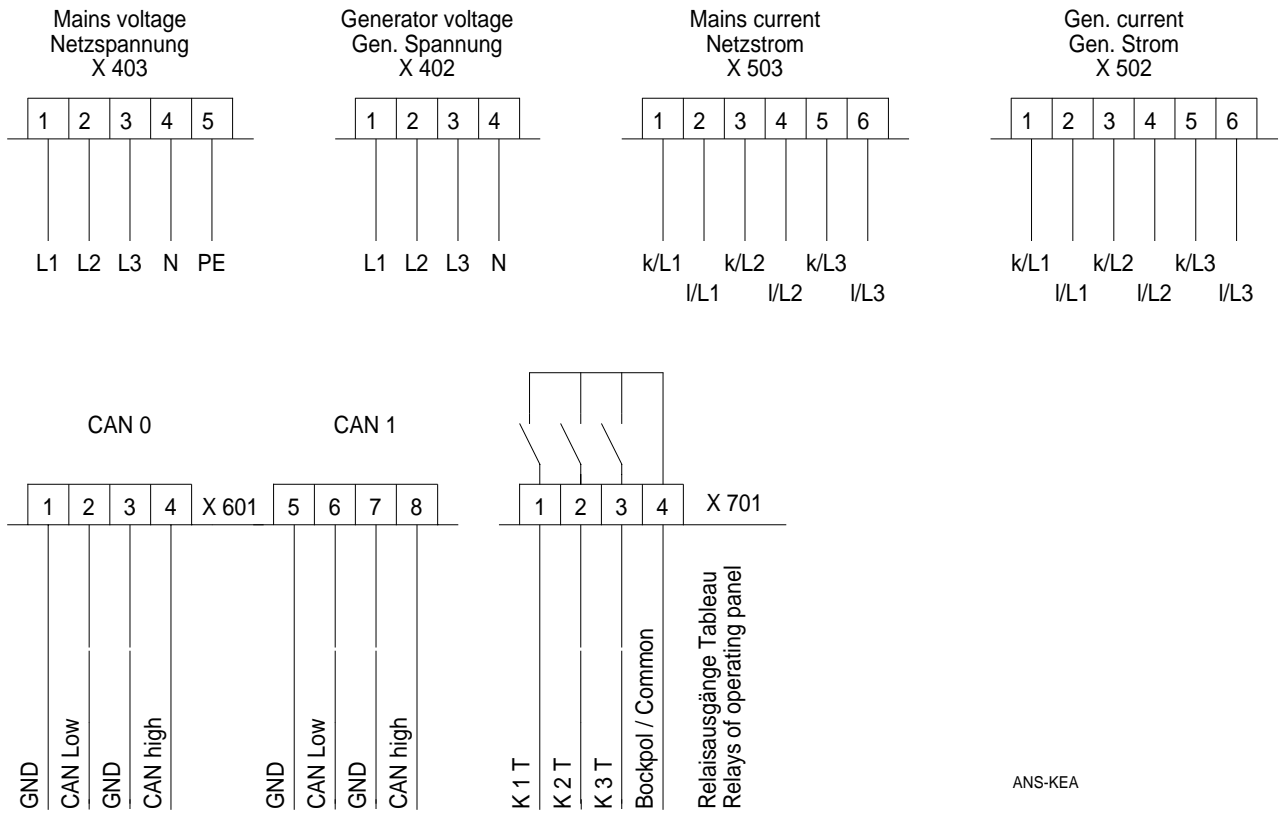 Mains voltage
Netzspannung
X 403
Generator voltage
Gen. Spannung
X 402
Mains current
Netzstrom
X 503
Gen. current
Gen. Strom
X 502
1 2 3 4 5
1 2 3 4
1 2 3 4 5 6
1 2 3 4 5 6
L1 L2 L3 N PE
L1 L2 L3 N
k/L1 k/L2 k/L3
l/L1 l/L2 l/L3
k/L1 k/L2 k/L3
l/L1 l/L2 l/L3
CAN 0
CAN 1
1 2 3 4 X 601 5 6 7 8
1 2 3 4 X 701
GND
CAN Low
GND
CAN high
GND
CAN Low
GND
CAN high
K 1 T
K 2 T
K 3 T
Bockpol / Common
Relaisausgänge Tableau
Relays of operating panel
ANS-KEA